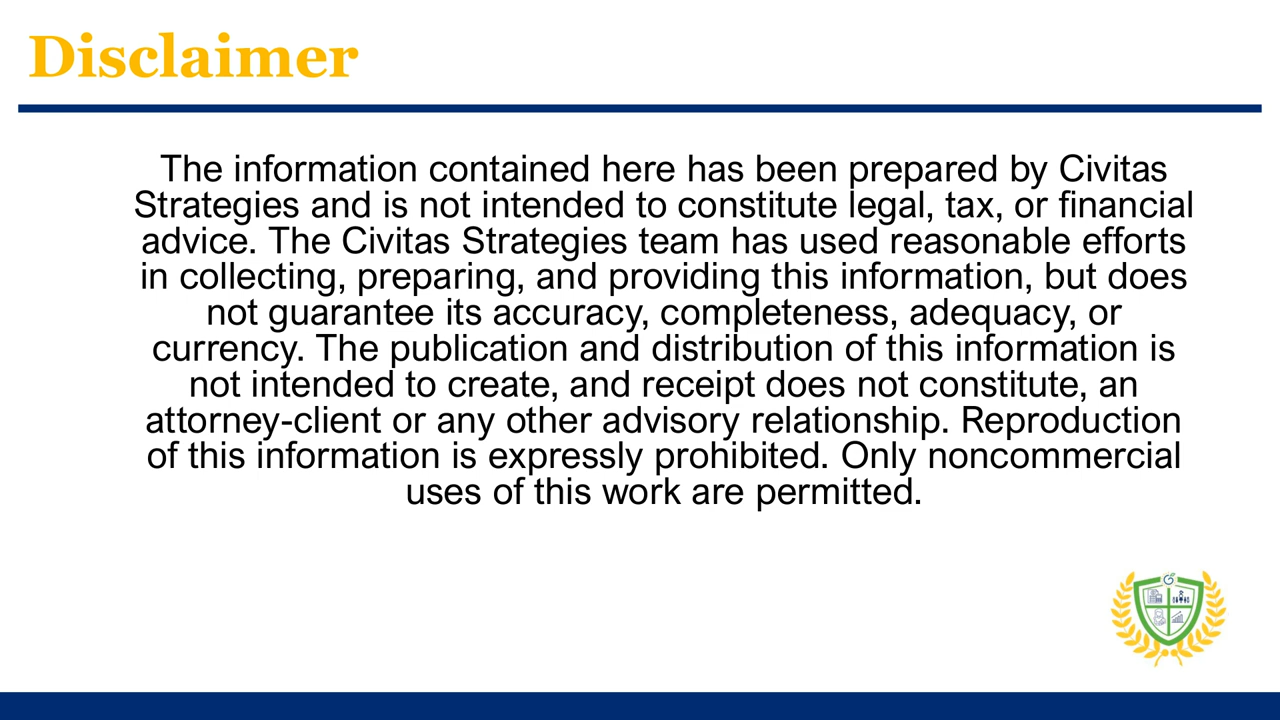 Disclaimer
The information contained here has been prepared by Civitas
Strategies and is not intended to constitute legal, tax, or financial
advice. The Civitas Strategies team has used reasonable efforts
in collecting, preparing, and providing this information, but does
not guarantee its accuracy, completeness, adequacy, or
currency. The publication and distribution of this information is
not intended to create, and receipt does not constitute, an
attorney-client or any other advisory relationship. Reproduction
of this information is expressly prohibited. Only noncommercial
uses of this work are permitted.